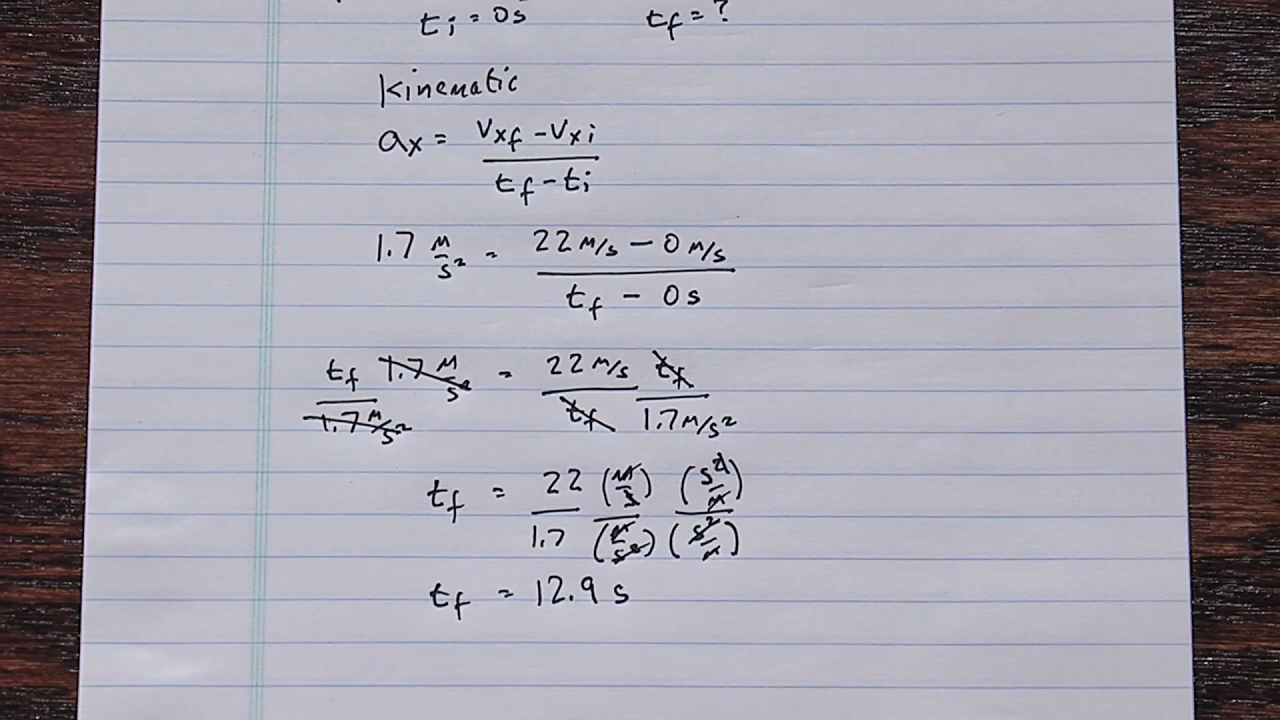 ti = 0s tf = ?
Kinematic
ax = vxf - vxi / tf - ti
1.7 m/s² = 22 m/s - 0 m/s / tf - 0s
tf 1.7 m/s² / 1.7 m/s² = 22 m/s / tf tf / 1.7 m/s²
tf = 22 / 1.7 (m/s) / (m/s²) (s²/m) / (s²/m)
tf = 12.9 s